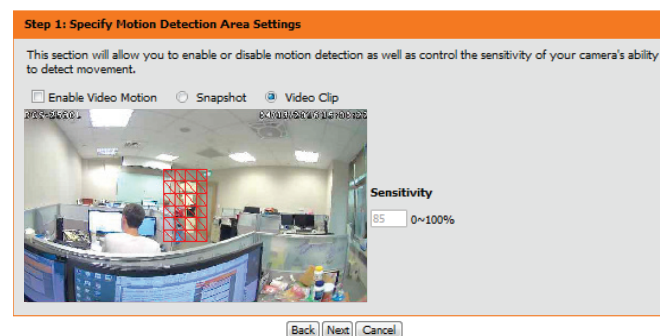 Step 1: Specify Motion Detection Area Settings
This section will allow you to enable or disable motion detection as well as control the sensitivity of your camera's ability
to detect movement.
Enable Video Motion Snapshot Video Clip
Sensitivity
85 0~100%
Back Next Cancel